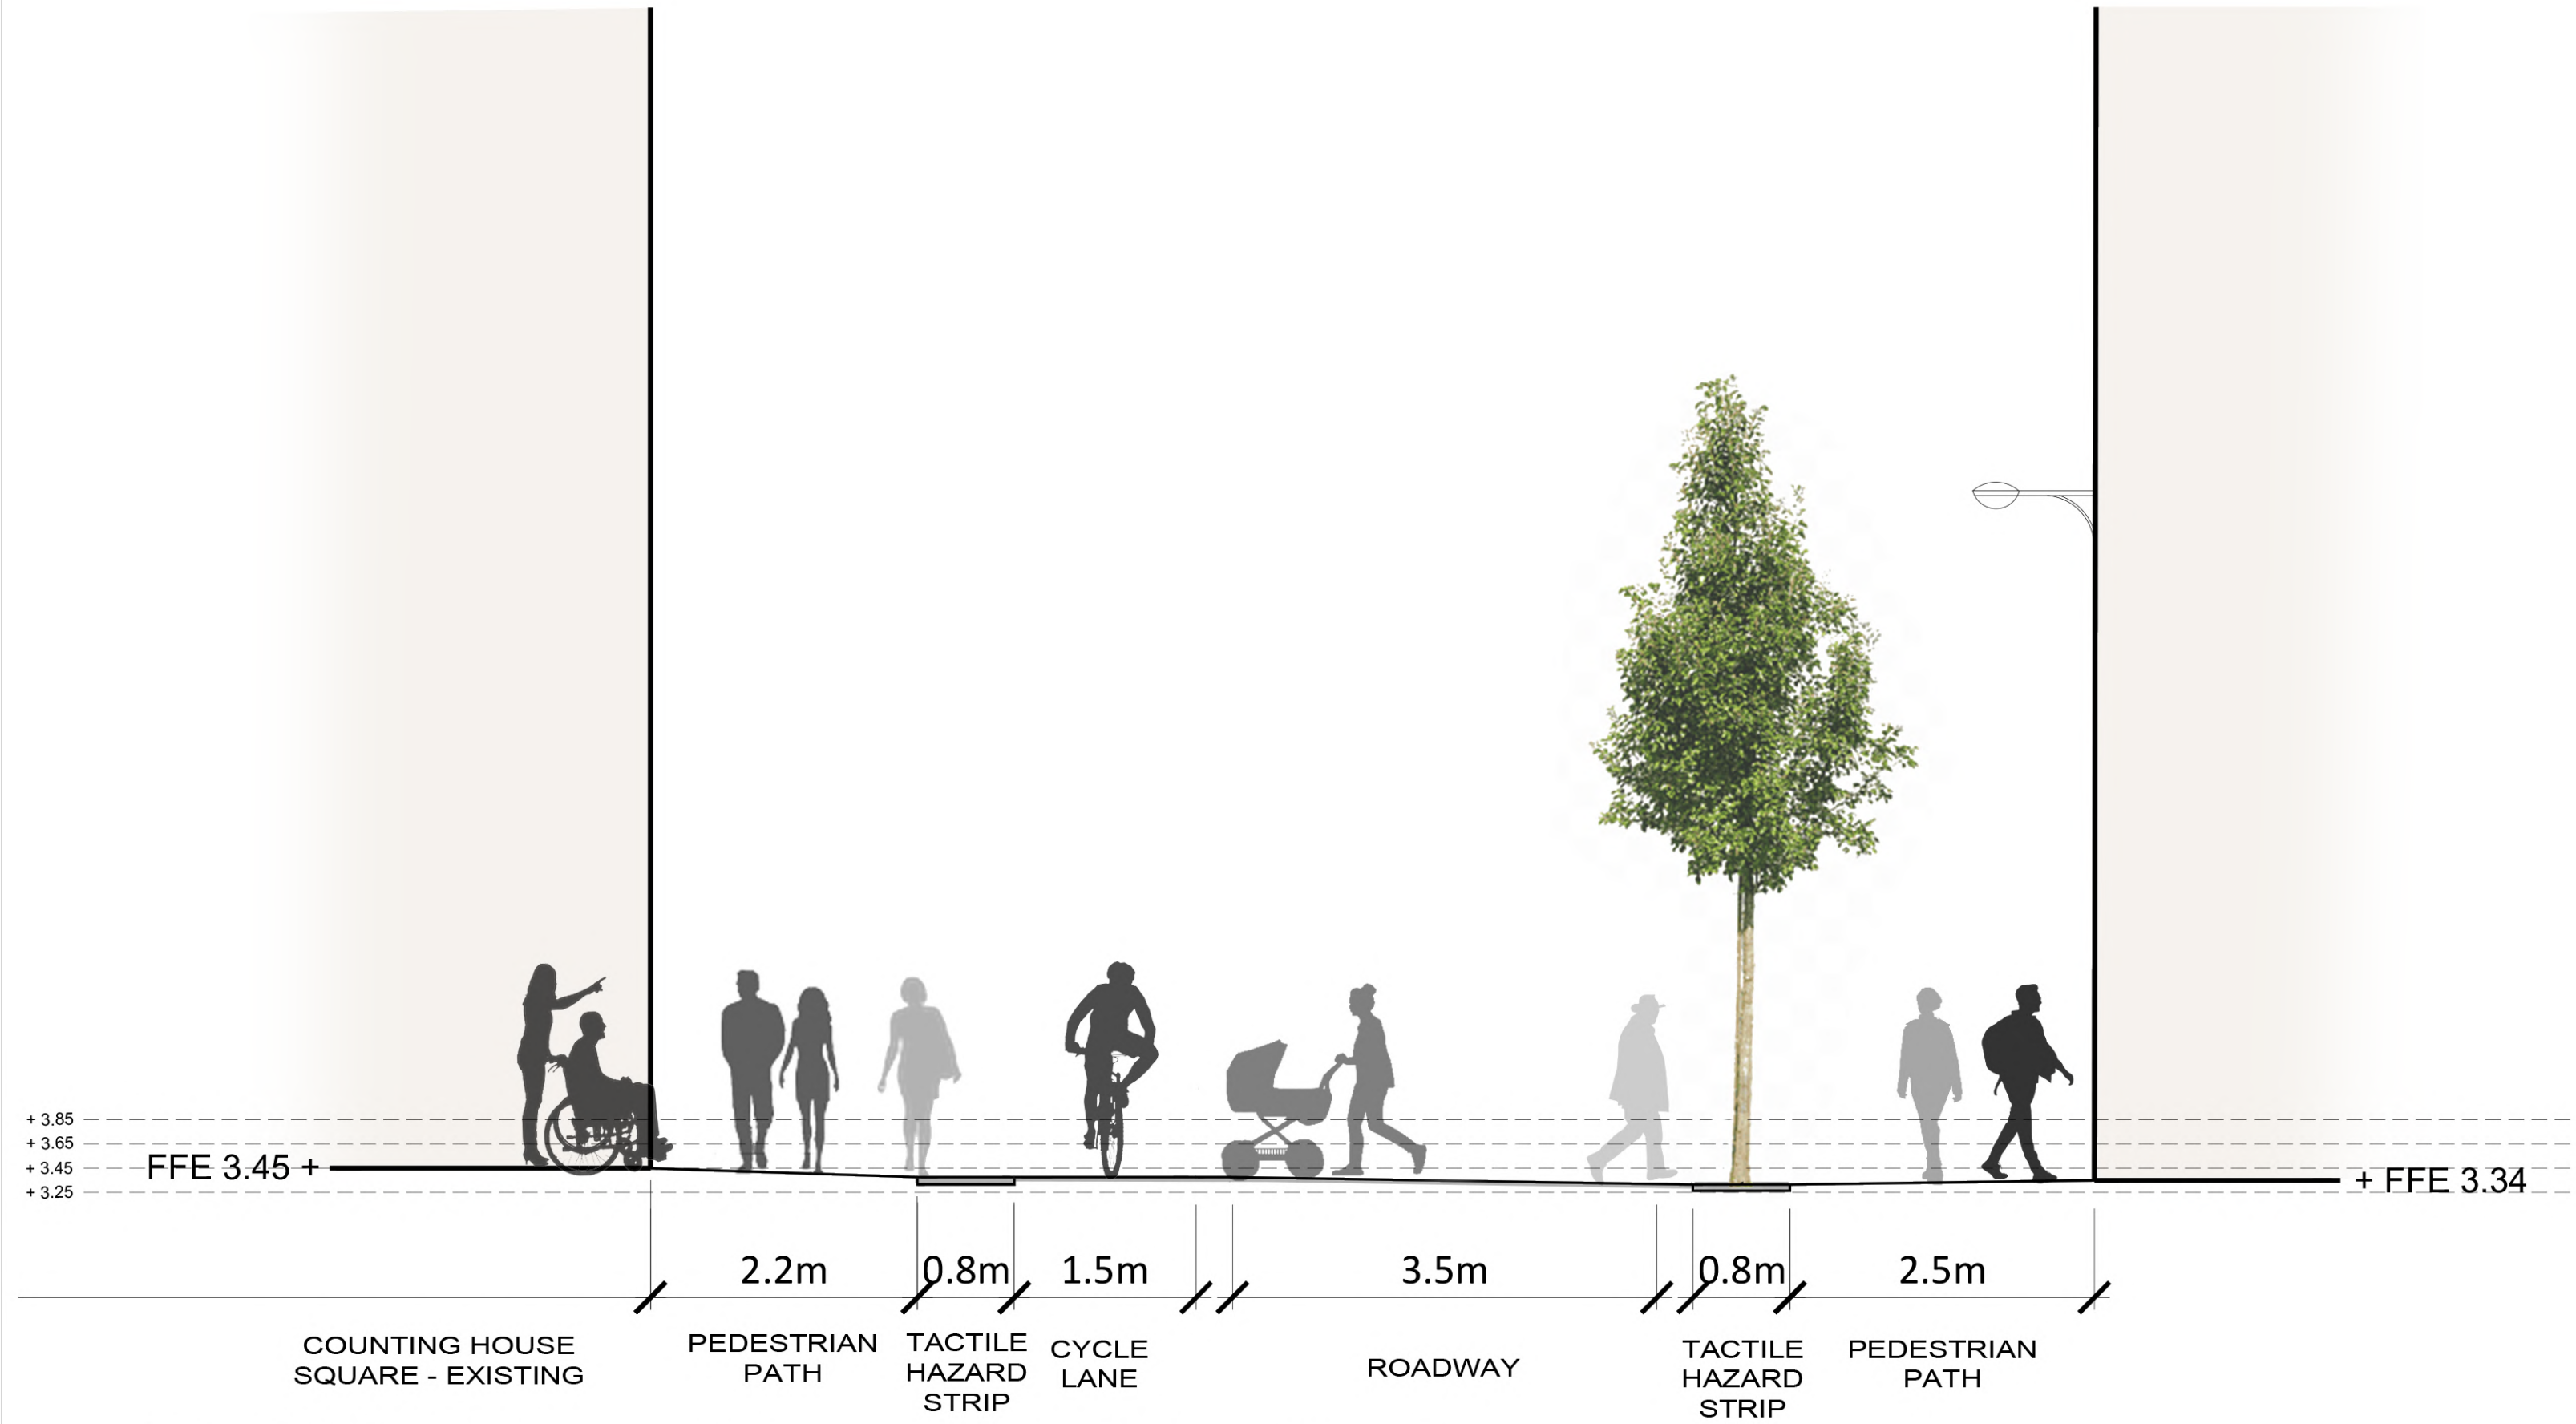 + 3.85
+ 3.65
+ 3.45
FFE 3.45 +
+ 3.25
+ FFE 3.34
2.2m
0.8m
1.5m
3.5m
0.8m
2.5m
COUNTING HOUSE
SQUARE - EXISTING
PEDESTRIAN
PATH
TACTILE
HAZARD
STRIP
CYCLE
LANE
ROADWAY
TACTILE
HAZARD
STRIP
PEDESTRIAN
PATH